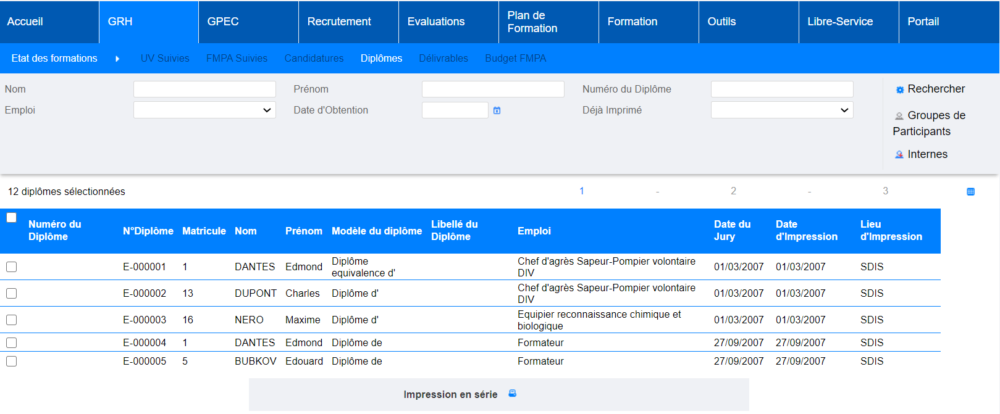 Accueil GRH GPEC Recrutement Evaluations Plan de Formation Formation Outils Libre-Service Portail
Etat des formations UV Suivies FMPA Suivies Candidatures Diplômes Délivrables Budget FMPA
Nom Prénom Numéro du Diplôme
Emploi Date d'Obtention Déjà Imprimé
Rechercher
Groupes de
Participants
Internes
12 diplômes sélectionnées 1 - 2 - 3
Numéro du Diplôme N°Diplôme Matricule Nom Prénom Modèle du diplôme Libellé du Diplôme Emploi Date du Jury Date d'Impression Lieu d'Impression
E-000001 1 DANTES Edmond Diplôme equivalence d' Chef d'agrès Sapeur-Pompier volontaire DIV 01/03/2007 01/03/2007 SDIS
E-000002 13 DUPONT Charles Diplôme d' Chef d'agrès Sapeur-Pompier volontaire DIV 01/03/2007 01/03/2007 SDIS
E-000003 16 NERO Maxime Diplôme d' Equipier reconnaissance chimique et biologique 01/03/2007 01/03/2007 SDIS
E-000004 1 DANTES Edmond Diplôme de Formateur 27/09/2007 27/09/2007 SDIS
E-000005 5 BUBKOV Edouard Diplôme de Formateur 27/09/2007 27/09/2007 SDIS
Impression en série